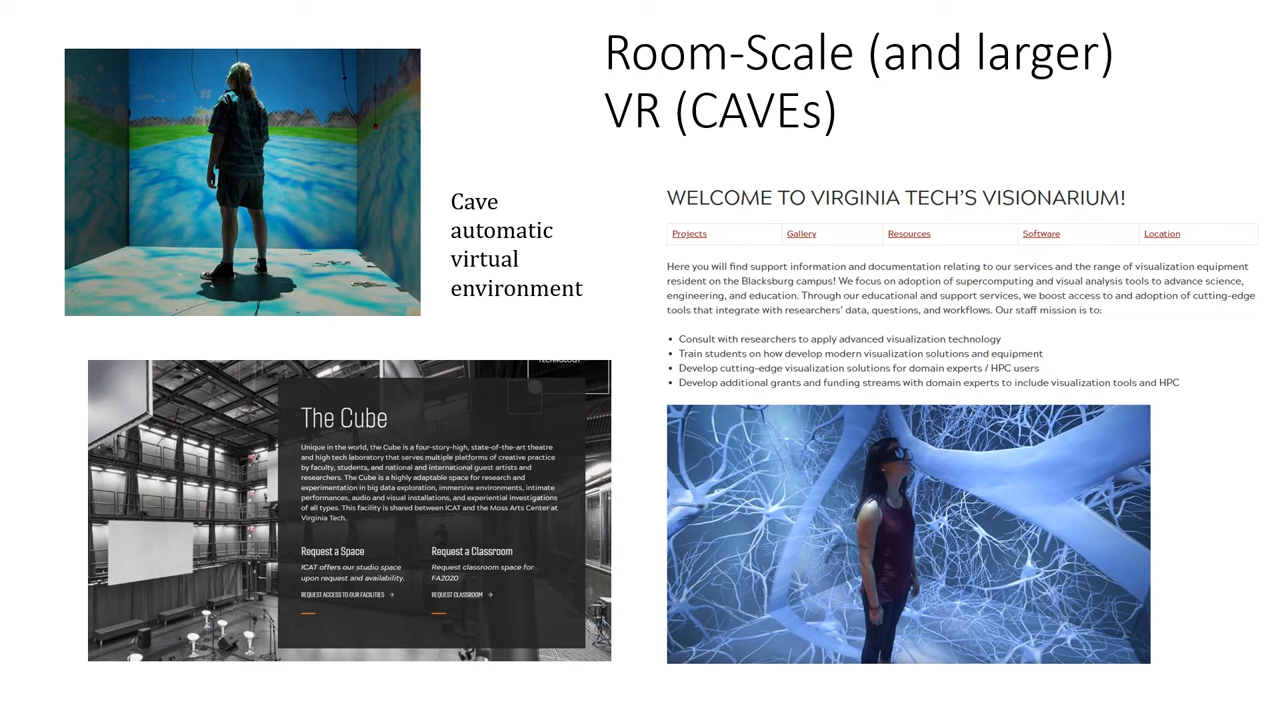 Room-Scale (and larger)
VR (CAVEs)
Cave
automatic
virtual
environment
WELCOME TO VIRGINIA TECH'S VISIONARIUM!
Projects
Gallery
Resources
Software
Location
Here you will find support information and documentation relating to our services and the range of visualization equipment
resident on the Blacksburg campus! We focus on adoption of supercomputing and visual analysis tools to advance science,
engineering, and education. Through our educational and support services, we boost access to and adoption of cutting-edge
tools that integrate with researchers' data, questions, and workflows. Our staff mission is to:
• Consult with researchers to apply advanced visualization technology
• Train students on how develop modern visualization solutions and equipment
• Develop cutting-edge visualization solutions for domain experts / HPC users
• Develop additional grants and funding streams with domain experts to include visualization tools and HPC
The Cube
Unique in the world, the Cube is a four-story-high, state-of-the-art theatre
and high tech laboratory that serves multiple platforms of creative practice
by faculty, students, and national and international guest artists and
researchers. The Cube is a highly adaptable space for research and
experimentation in big data exploration, immersive environments, intimate
performances, audio and visual installations, and experiential investigations
of all types. This facility is shared between ICAT and the Moss Arts Center at
Virginia Tech.
Request a Space
ICAT offers our studio space
upon request and availability.
REQUEST ACCESS TO OUR FACILITIES →
Request a Classroom
Request classroom space for
FA2020
REQUEST CLASSROOM →